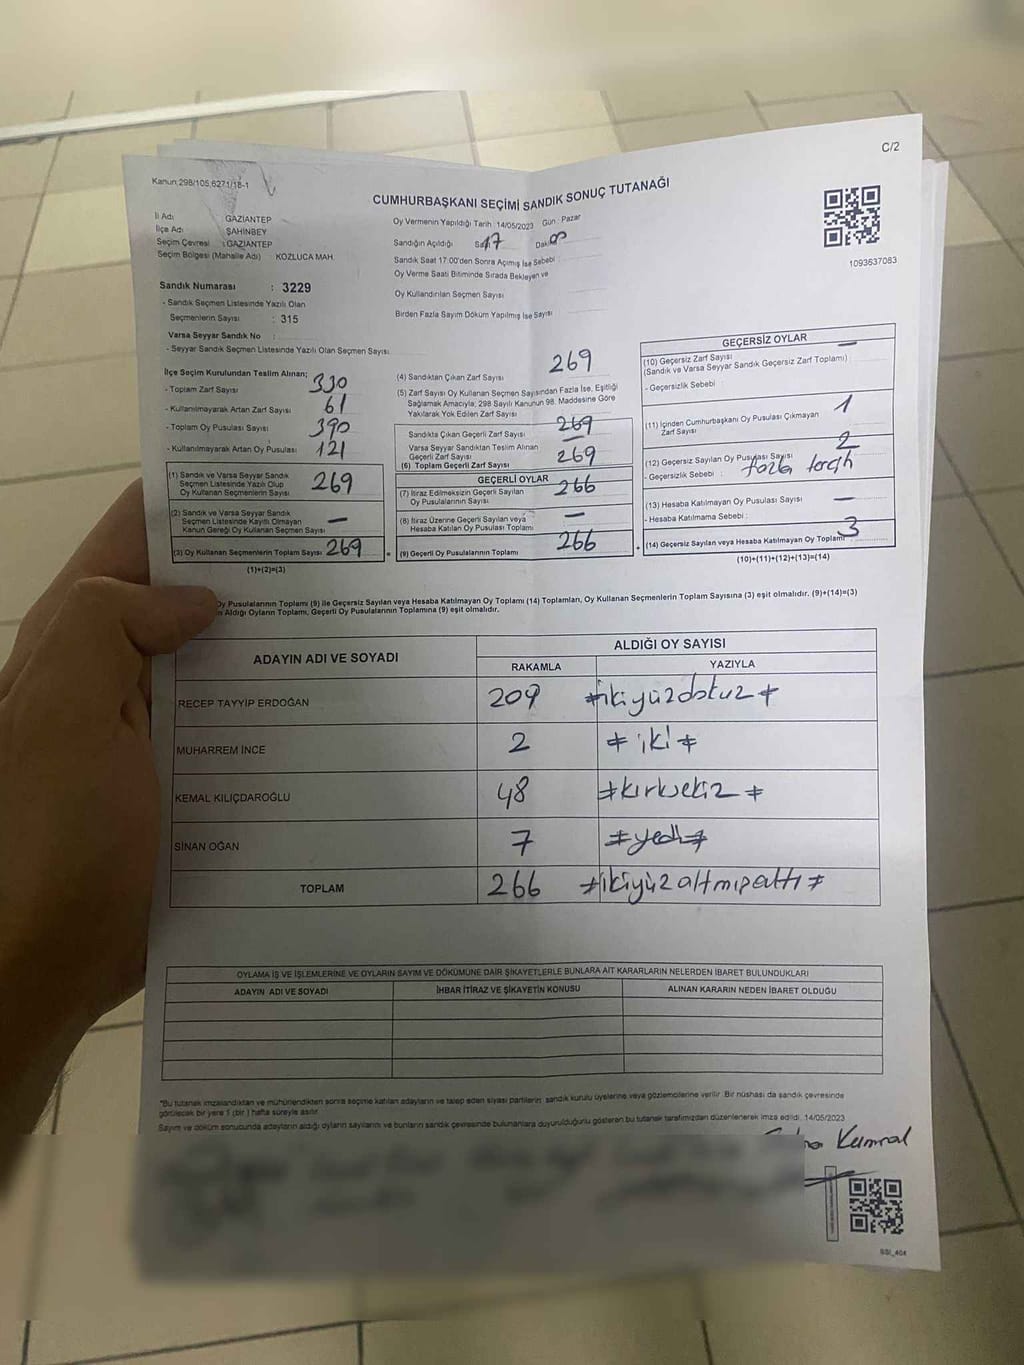 C/2
Kanun:298/105,6271/18-1
CUMHURBAŞKANI SEÇİMİ SANDIK SONUÇ TUTANAĞI
İl Adı GAZİANTEP
İlçe Adı ŞAHİNBEY
Seçim Çevresi : GAZİANTEP
Seçim Bölgesi (Mahalle Adı) KOZLUCA MAH.
Oy Vermenin Yapıldığı Tarih : 14/05/2023 Gün : Pazar
Sandığın Açıldığı 17
Sandık Saat 17:00'den Sonra Açımış İse Sebebi :
Oy Verme Saati Bitiminde Sırada Bekleyen ve
Oy Kullandırılan Seçmen Sayısı
Birden Fazla Sayım Döküm Yapılmış İse Sayısı :
1093637083
Sandık Numarası : 3229
- Sandık Seçmen Listesinde Yazılı Olan
Seçmenlerin Sayısı : 315
Varsa Seyyar Sandık No :
- Seyyar Sandık Seçmen Listesinde Yazılı Olan Seçmen Sayısı
İlçe Seçim Kurulundan Teslim Alınan;
- Toplam Zarf Sayısı 330
- Kullanılmayarak Artan Zarf Sayısı 61
- Toplam Oy Pusulası Sayısı 390
- Kullanılmayarak Artan Oy Pusulası 121
(1) Sandık ve Varsa Seyyar Sandık
Seçmen Listesinde Yazılı Olup
Oy Kullanan Seçmenlerin Sayısı 269
(2) Sandık ve Varsa Seyyar Sandık
Seçmen Listesinde Kayıtlı Olmayan
Kanun Gereği Oy Kullanan Seçmen Sayısı —
(3) Oy Kullanan Seçmenlerin Toplam Sayısı 269
(1)+(2)=(3)
(4) Sandıktan Çıkan Zarf Sayısı 269
(5) Zarf Sayısı Oy Kullanan Seçmen Sayısından Fazla İse, Eşitliği
Sağlamak Amacıyla, 298 Sayılı Kanunun 98. Maddesine Göre
Yakılarak Yok Edilen Zarf Sayısı —
Sandıkta Çıkan Geçerli Zarf Sayısı 269
Varsa Seyyar Sandıktan Teslim Alınan
Geçerli Zarf Sayısı —
(6) Toplam Geçerli Zarf Sayısı 269
GEÇERLİ OYLAR
(7) İtiraz Edilmeksizin Geçerli Sayılan
Oy Pusulalarının Sayısı 266
(8) İtiraz Üzerine Geçerli Sayılan veya
Hesaba Katılan Oy Pusulası Toplamı —
(9) Geçerli Oy Pusulalarının Toplamı 266
GEÇERSİZ OYLAR
(10) Geçersiz Zarf Sayısı —
(Sandık ve Varsa Seyyar Sandık Geçersiz Zarf Toplamı)
- Geçersizlik Sebebi :
(11) İçinden Cumhurbaşkanı Oy Pusulası Çıkmayan
Zarf Sayısı 1
(12) Geçersiz Sayılan Oy Pusulası Sayısı 2
- Geçersizlik Sebebi : fazla tercih
(13) Hesaba Katılmayan Oy Pusulası Sayısı —
- Hesaba Katılmama Sebebi :
(14) Geçersiz Sayılan veya Hesaba Katılmayan Oy Toplamı 3
(10)+(11)+(12)+(13)=(14)
Oy Pusulalarının Toplamı (9) ile Geçersiz Sayılan veya Hesaba Katılmayan Oy Toplamı (14) Toplamları, Oy Kullanan Seçmenlerin Toplam Sayısına (3) eşit olmalıdır. (9)+(14)=(3)
Aldığı Oyların Toplamı, Geçerli Oy Pusulalarının Toplamına (9) eşit olmalıdır.
ADAYIN ADI VE SOYADI ALDIĞI OY SAYISI
RAKAMLA YAZIYLA
RECEP TAYYİP ERDOĞAN 209 #ikiyüzdokuz#
MUHARREM İNCE 2 # iki #
KEMAL KILIÇDAROĞLU 48 #kırksekiz #
SİNAN OĞAN 7 #yedi#
TOPLAM 266 #ikiyüz altmışaltı #
OYLAMA İŞ VE İŞLEMLERİNE VE OYLARIN SAYIM VE DÖKÜMÜNE DAİR ŞİKAYETLERLE BUNLARA AİT KARARLARIN NELERDEN İBARET BULUNDUKLARI
ADAYIN ADI VE SOYADI İHBAR İTİRAZ VE ŞİKAYETİN KONUSU ALINAN KARARIN NEDEN İBARET OLDUĞU
*Bu tutanak imzalandıktan ve mühürlendikten sonra seçime katılan adayların ve talep eden siyasi partilerin sandık kurulu üyelerine veya gözlemcilerine verilir. Bir nüshası da sandık çevresinde
görülecek bir yere 1 (bir ) hafta süreyle asılır.
Sayım ve döküm sonucunda adayların aldığı oyların sayılarını ve bunların sandık çevresinde bulunanlara duyurulduğunu gösteren bu tutanak tarafımızdan düzenlenerek imza edildi. 14/05/2023
Kumral
SSI_404